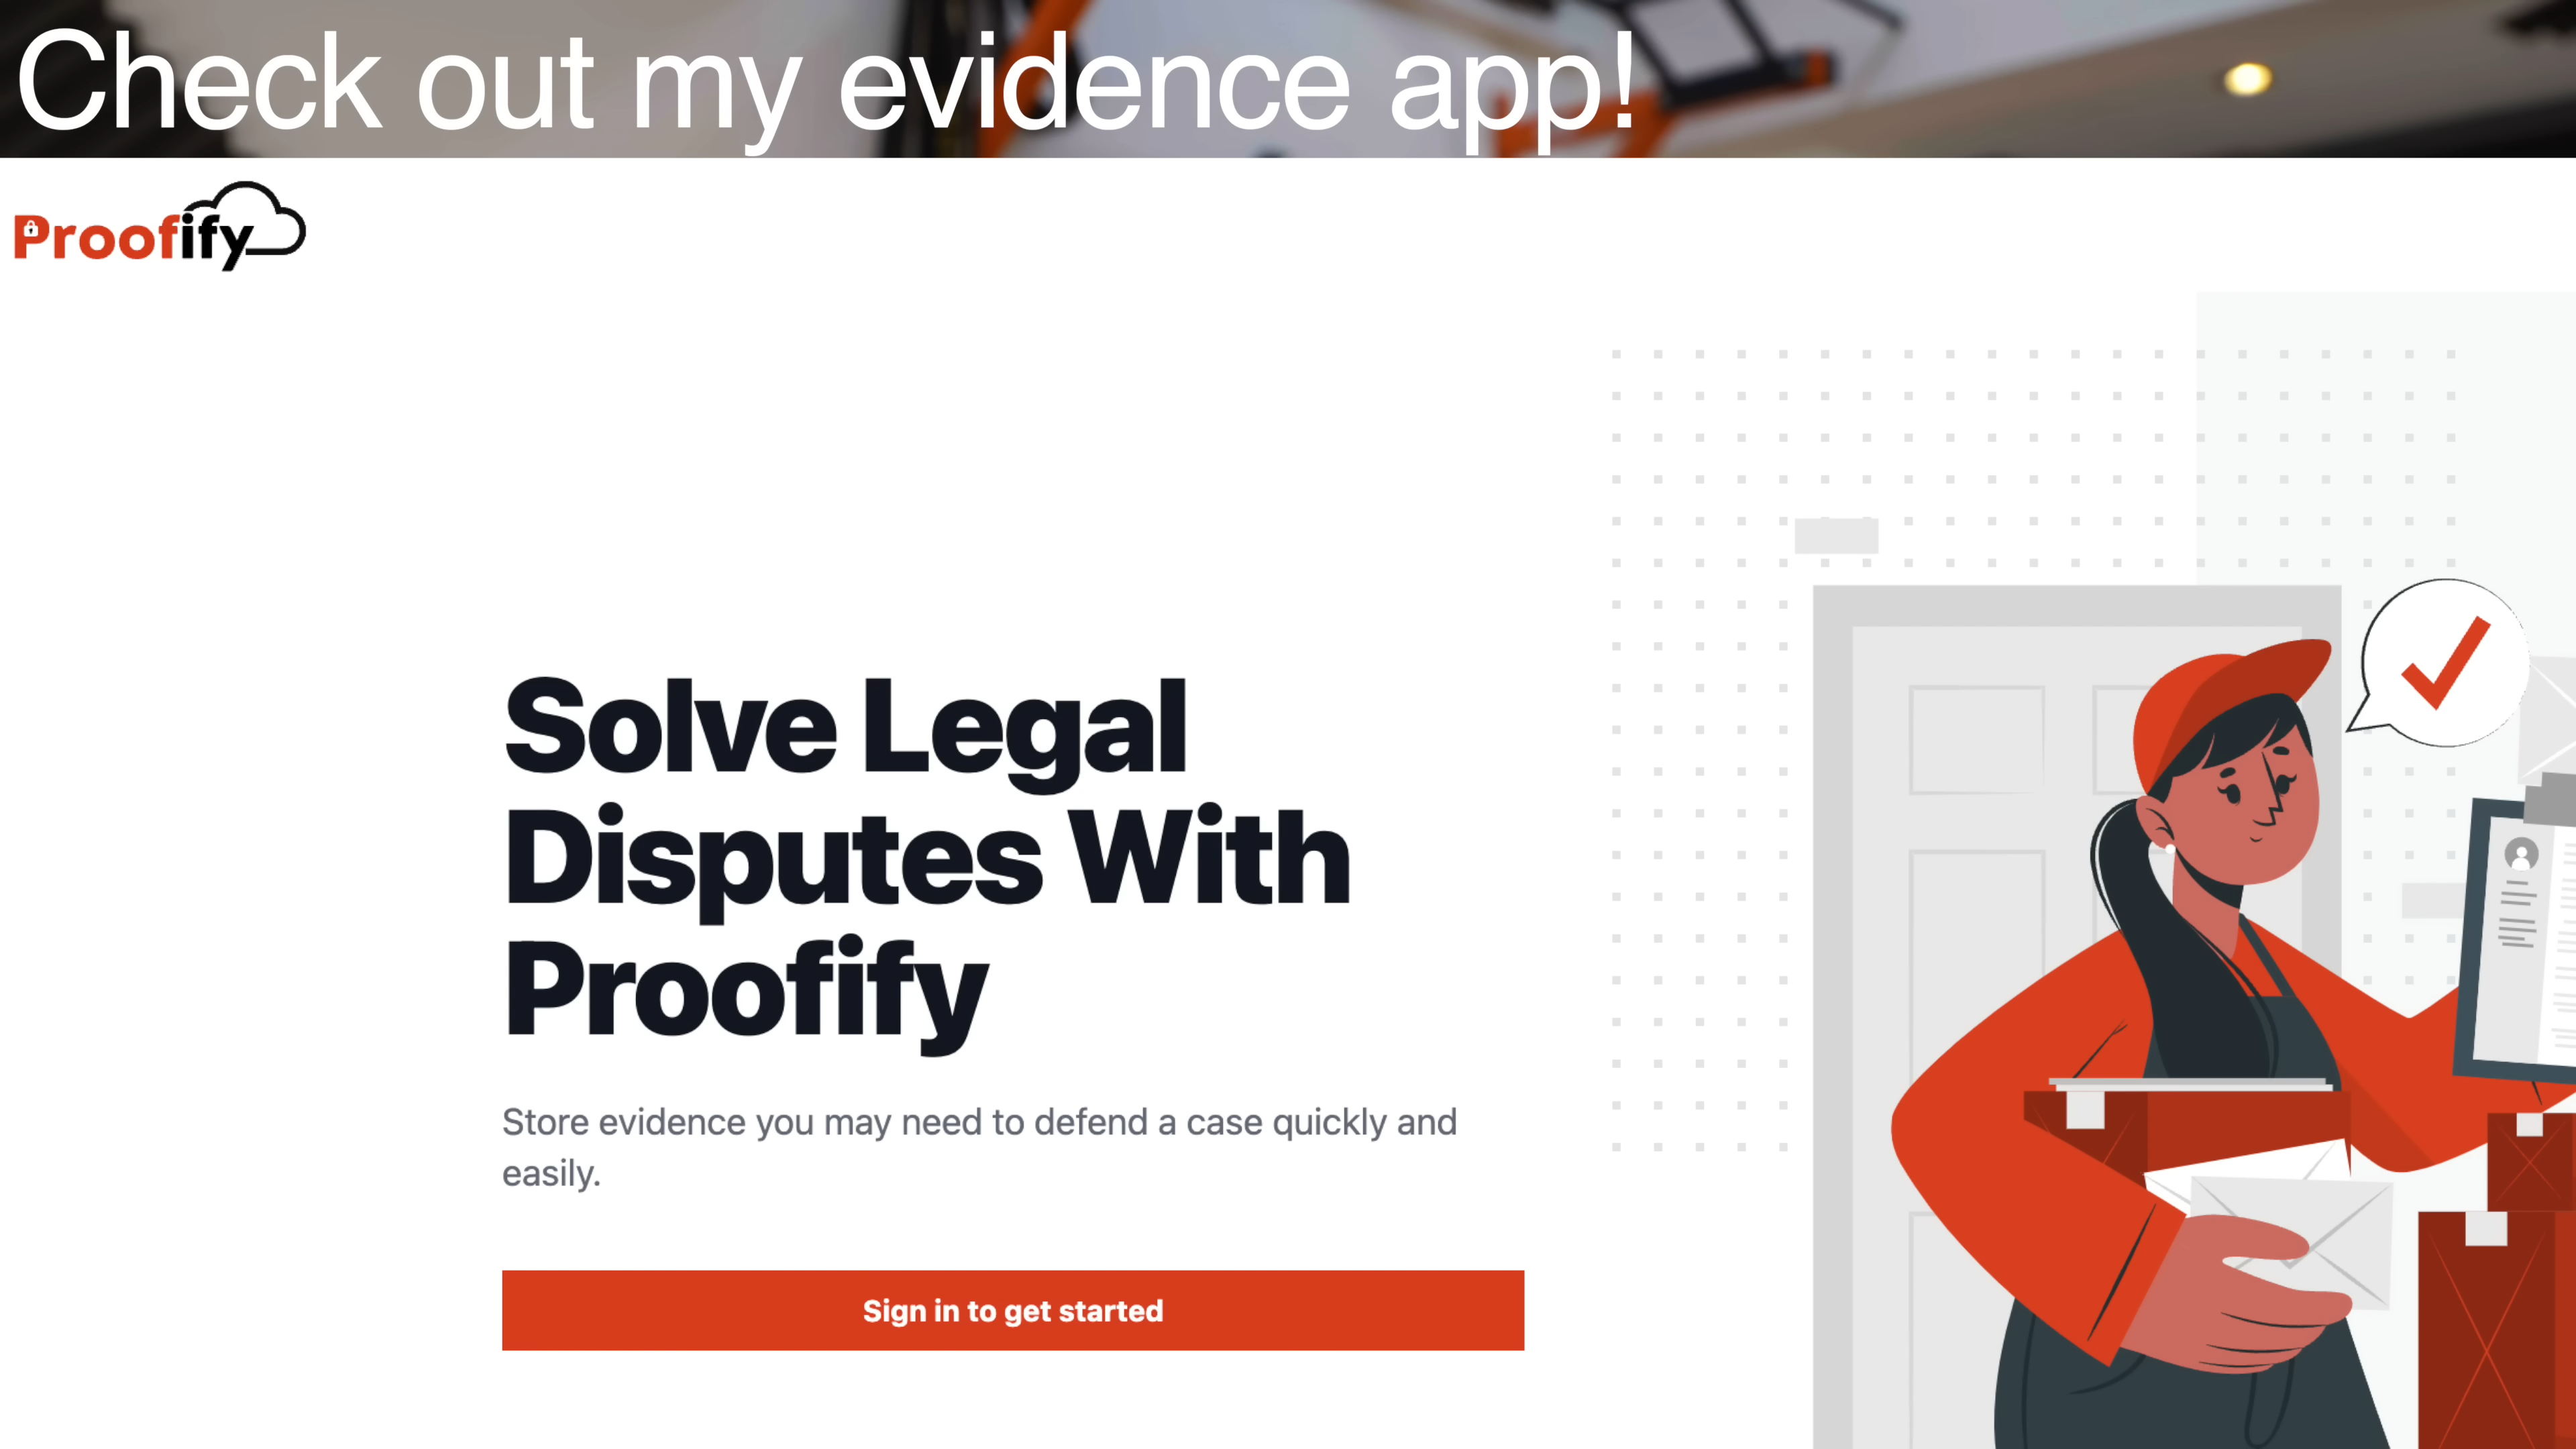 Check out my evidence app!
Proofify
Solve Legal
Disputes With
Proofify
Store evidence you may need to defend a case quickly and
easily.
Sign in to get started